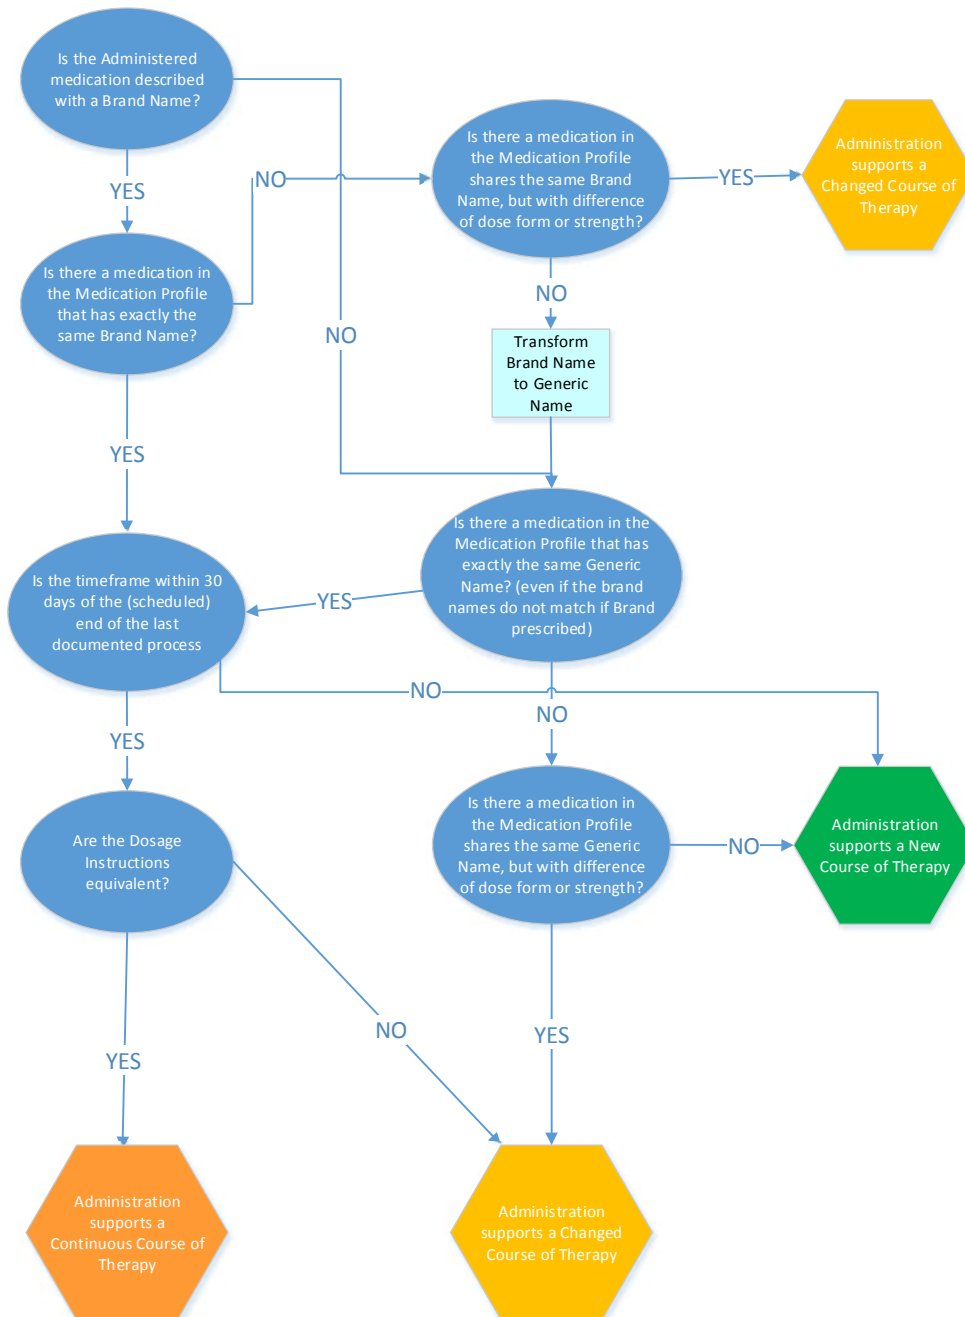 Is the Administered
medication described
with a Brand Name?
YES
NO
Is there a medication in
the Medication Profile
shares the same Brand
Name, but with difference
of dose form or strength?
YES
Administration
supports a
Changed Course of
Therapy
Is there a medication in
the Medication Profile
that has exactly the
same Brand Name?
NO
NO
Transform
Brand Name
to Generic
Name
YES
Is there a medication in the
Medication Profile that has
exactly the same Generic
Name? (even if the brand
names do not match if Brand
prescribed)
YES
Is the timeframe within 30
days of the (scheduled)
end of the last
documented process
NO
NO
YES
Are the Dosage
Instructions
equivalent?
Is there a medication in
the Medication Profile
shares the same Generic
Name, but with difference
of dose form or strength?
NO
Administration
supports a New
Course of Therapy
NO
YES
YES
Administration
supports a
Continuous Course of
Therapy
Administration
supports a Changed
Course of Therapy